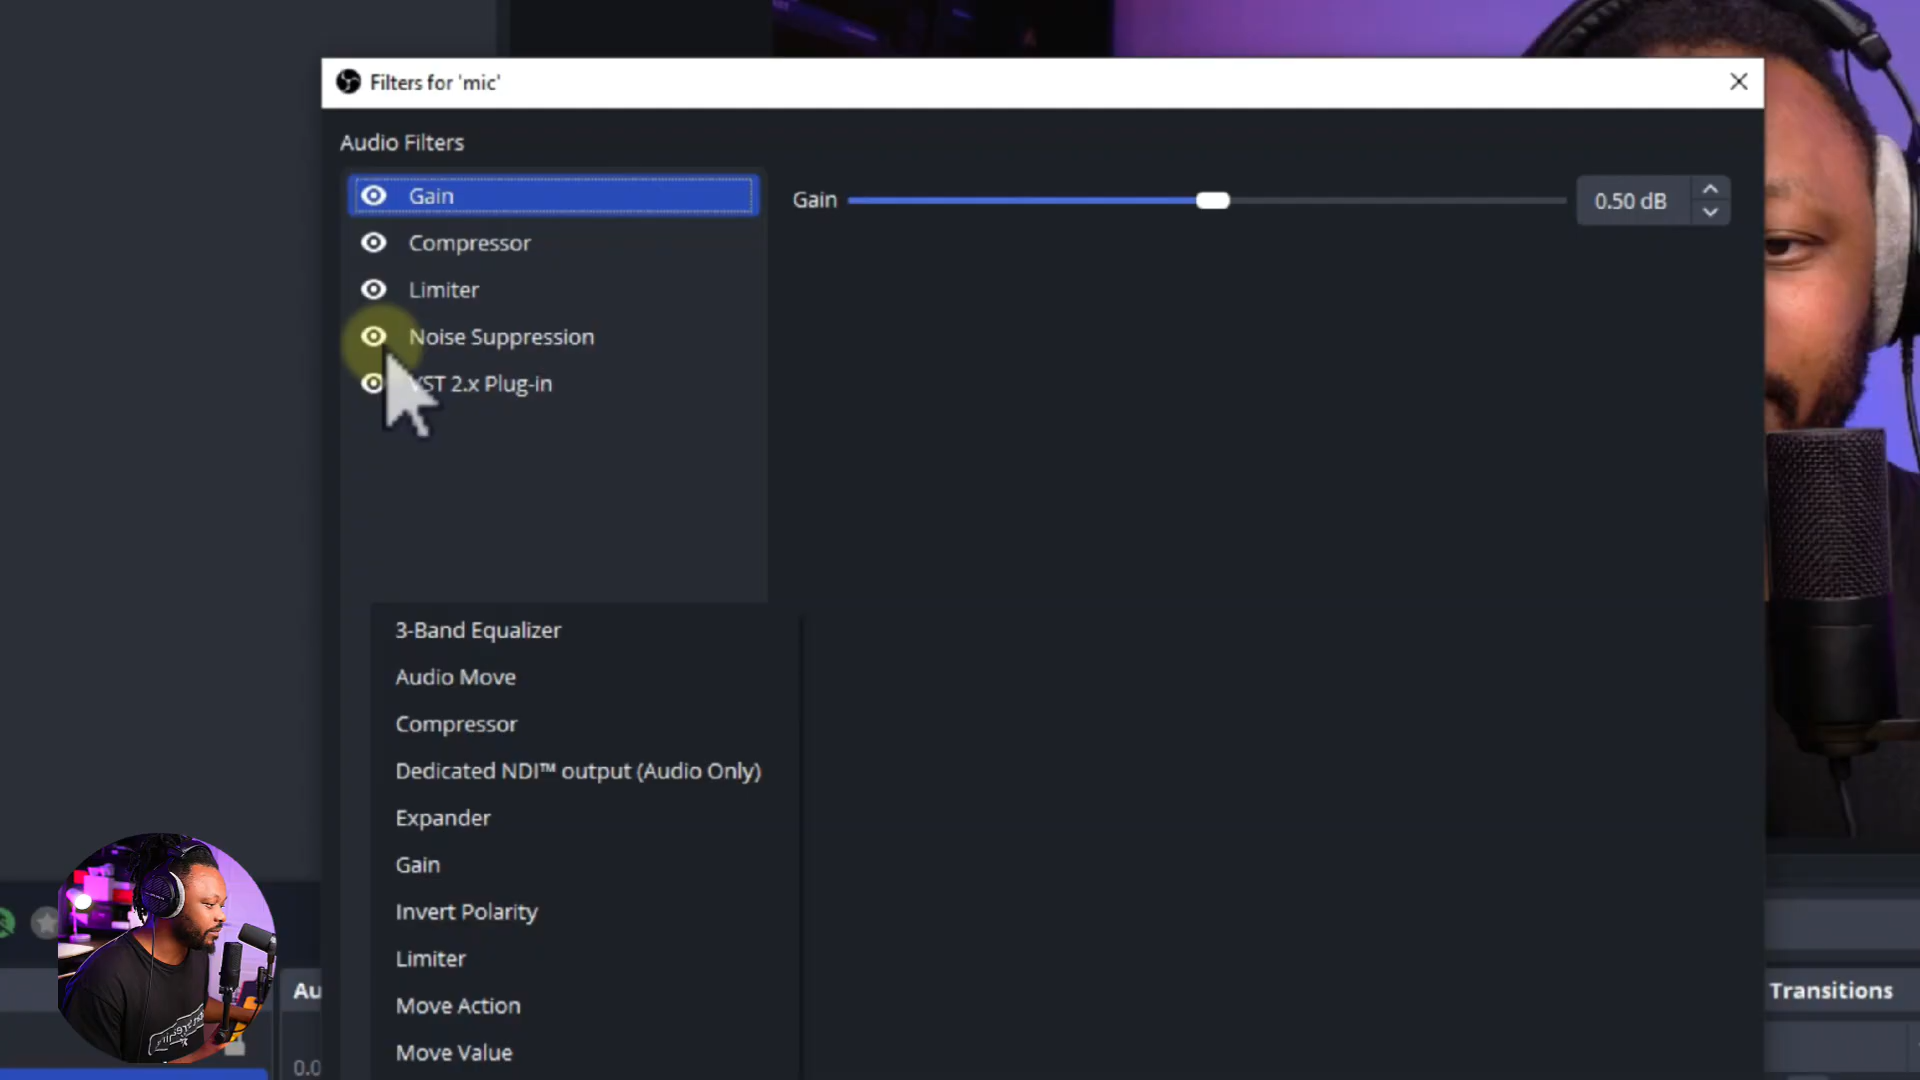 Filters for 'mic'
Audio Filters
Gain
Compressor
Limiter
Noise Suppression
VST 2.x Plug-in
Gain
0.50 dB
3-Band Equalizer
Audio Move
Compressor
Dedicated NDI™ output (Audio Only)
Expander
Gain
Invert Polarity
Limiter
Move Action
Move Value
Au
0.0
Transitions